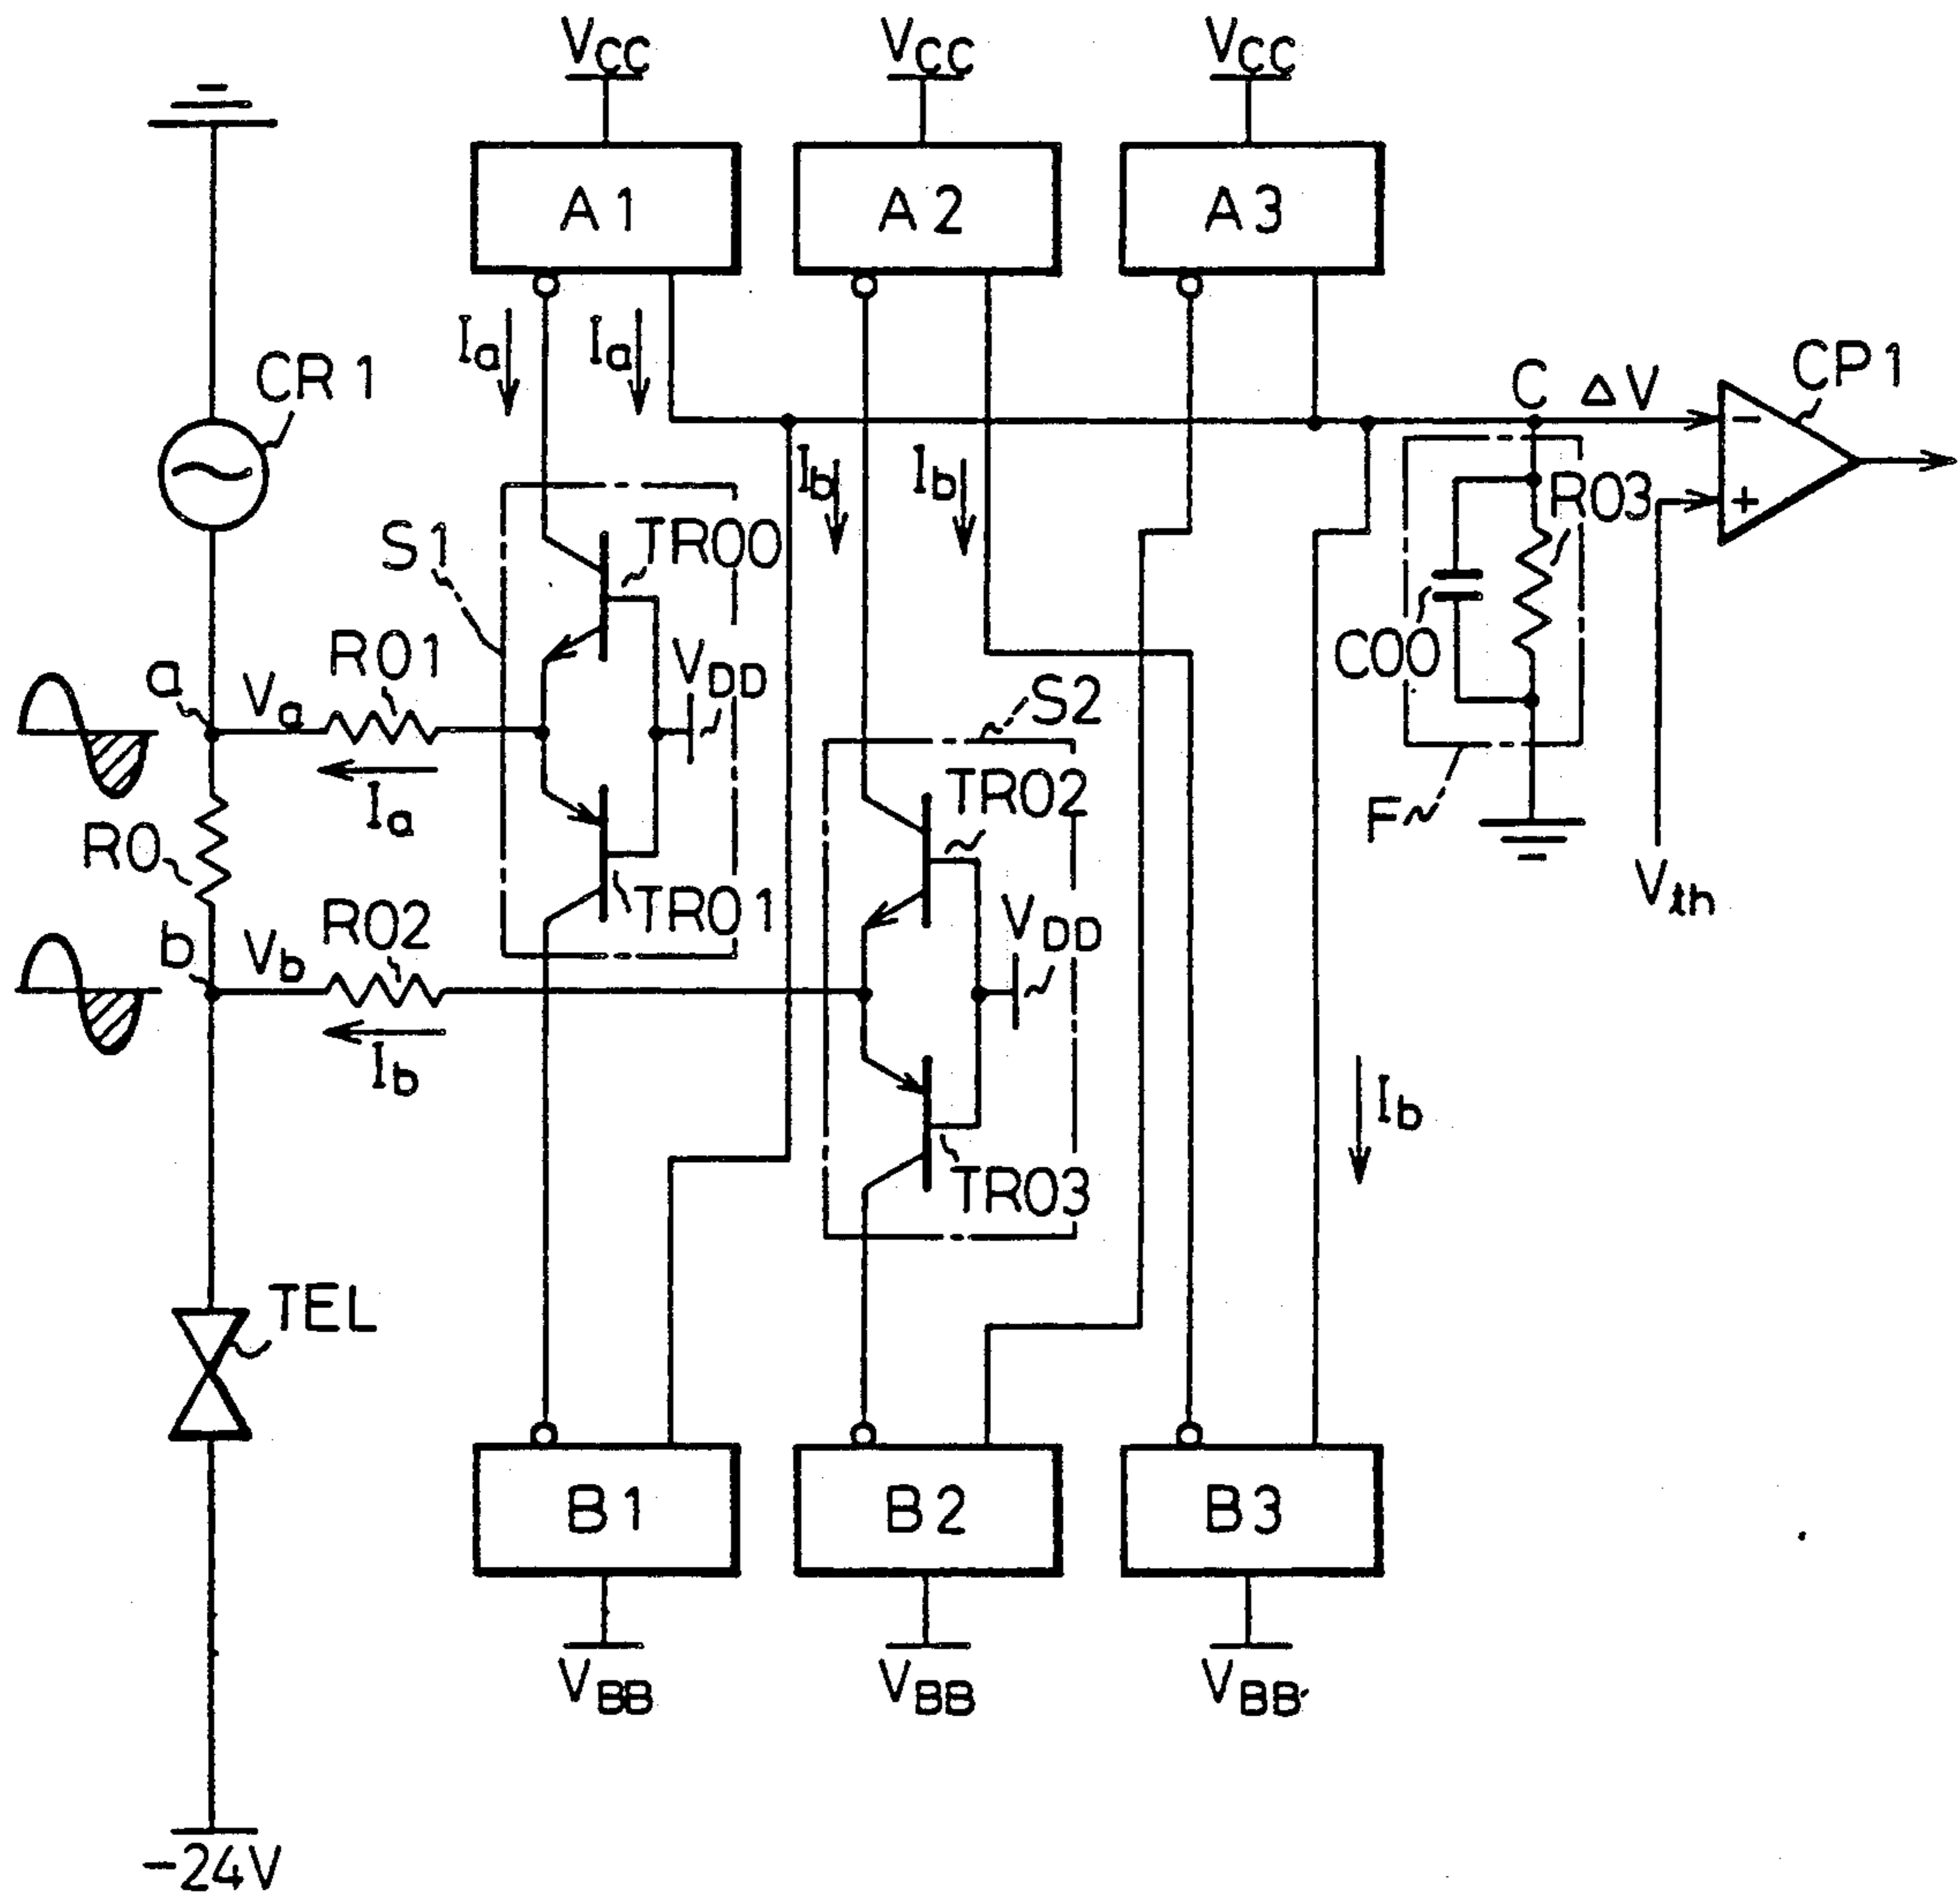 VCC VCC VCC
A1 A2 A3
Ia Ia
CR1
C ΔV CP1
−
+
Ib Ib
S1 TR00
R03
C00
R01
VDD
a Va
S2
Ia
TR02
F
R0
TR01
Vth
R02
VDD
b Vb
Ib
Ib
TR03
TEL
B1 B2 B3
VBB VBB VBB
-24V